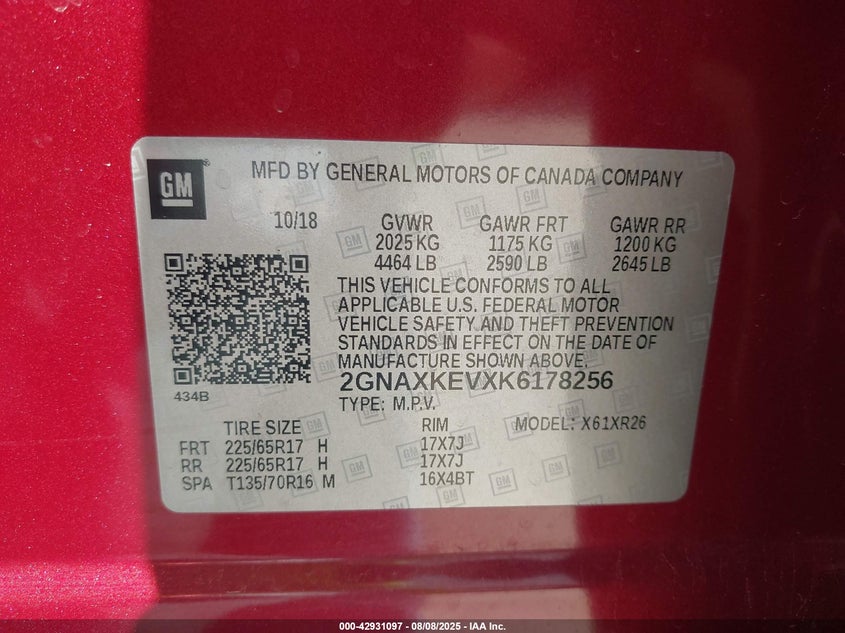 GM ®
MFD BY GENERAL MOTORS OF CANADA COMPANY
10/18 GVWR GAWR FRT GAWR RR
2025 KG 1175 KG 1200 KG
4464 LB 2590 LB 2645 LB
THIS VEHICLE CONFORMS TO ALL
APPLICABLE U.S. FEDERAL MOTOR
VEHICLE SAFETY AND THEFT PREVENTION
STANDARDS IN EFFECT ON THE DATE OF
MANUFACTURE SHOWN ABOVE.
434B
2GNAXKEVXK6178256
TYPE: M.P.V. MODEL: X61XR26
TIRE SIZE RIM
FRT 225/65R17 H 17X7J
RR 225/65R17 H 17X7J
SPA T135/70R16 M 16X4BT
000-42931097 - 08/08/2025 - IAA Inc.